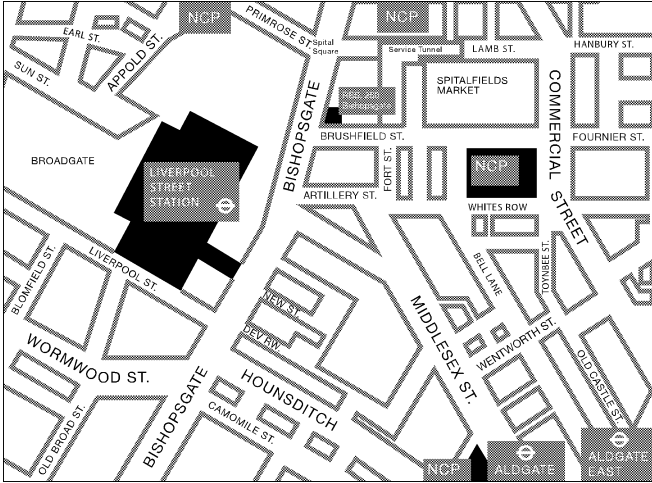 NCP
NCP
PRIMROSE ST.
EARL ST.
APPOLD ST.
Spital
Square
Service Tunnel
LAMB ST.
HANBURY ST.
SUN ST.
SPITALFIELDS
MARKET
COMMERCIAL STREET
BISHOPSGATE
Bishopsgate
BRUSHFIELD ST.
FOURNIER ST.
BROADGATE
LIVERPOOL
STREET
STATION
FORT ST.
NCP
ARTILLERY ST.
WHITES ROW
LIVERPOOL ST.
BLOMFIELD ST.
BELL LANE
TOYNBEE ST.
NEW ST.
MIDDLESEX ST.
DEV RW
WENTWORTH ST.
WORMWOOD ST.
HOUNSDITCH
OLD CASTLE ST.
BISHOPSGATE
CAMOMILE ST.
OLD BROAD ST.
NCP
ALDGATE
ALDGATE
EAST